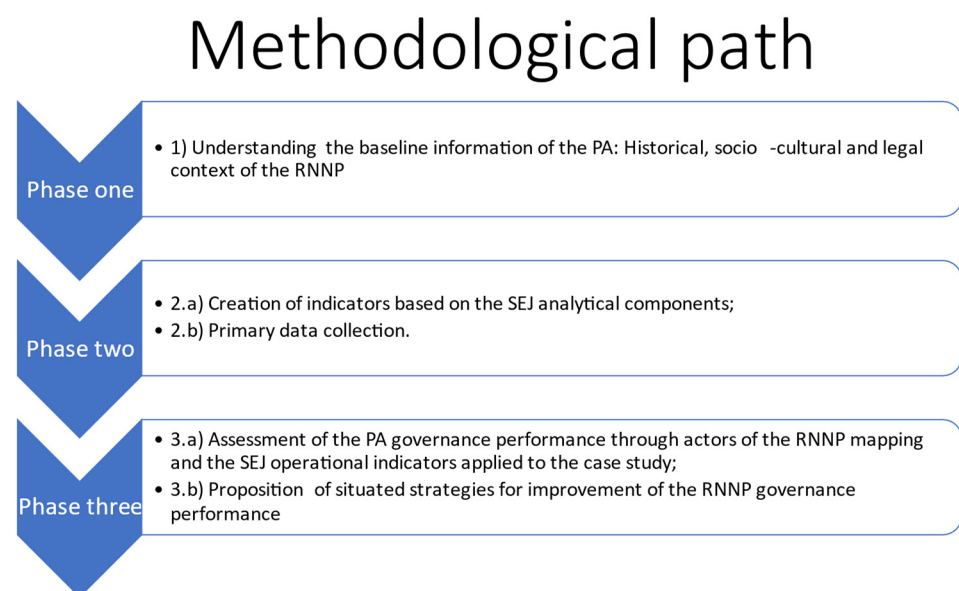 Methodological path
Phase one
• 1) Understanding the baseline information of the PA: Historical, socio -cultural and legal
context of the RNNP
Phase two
• 2.a) Creation of indicators based on the SEJ analytical components;
• 2.b) Primary data collection.
Phase three
• 3.a) Assessment of the PA governance performance through actors of the RNNP mapping
and the SEJ operational indicators applied to the case study;
• 3.b) Proposition of situated strategies for improvement of the RNNP governance
performance